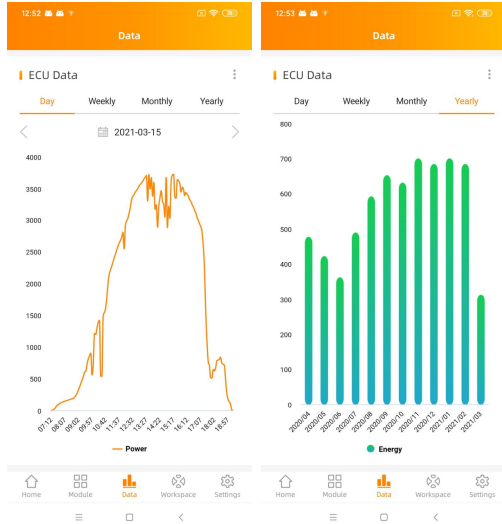 12:52
Data
ECU Data
Day Weekly Monthly Yearly
2021-03-15
4000
3500
3000
2500
2000
1500
1000
500
0
07:12 08:07 09:02 09:57 10:42 11:37 12:32 13:27 14:22 15:17 16:12 17:07 18:02 18:57
Power
Home Module Data Workspace Settings
12:53
Data
ECU Data
Day Weekly Monthly Yearly
800
700
600
500
400
300
200
100
0
2020/04 2020/05 2020/06 2020/07 2020/08 2020/09 2020/10 2020/11 2020/12 2021/01 2021/02 2021/03
Energy
Home Module Data Workspace Settings